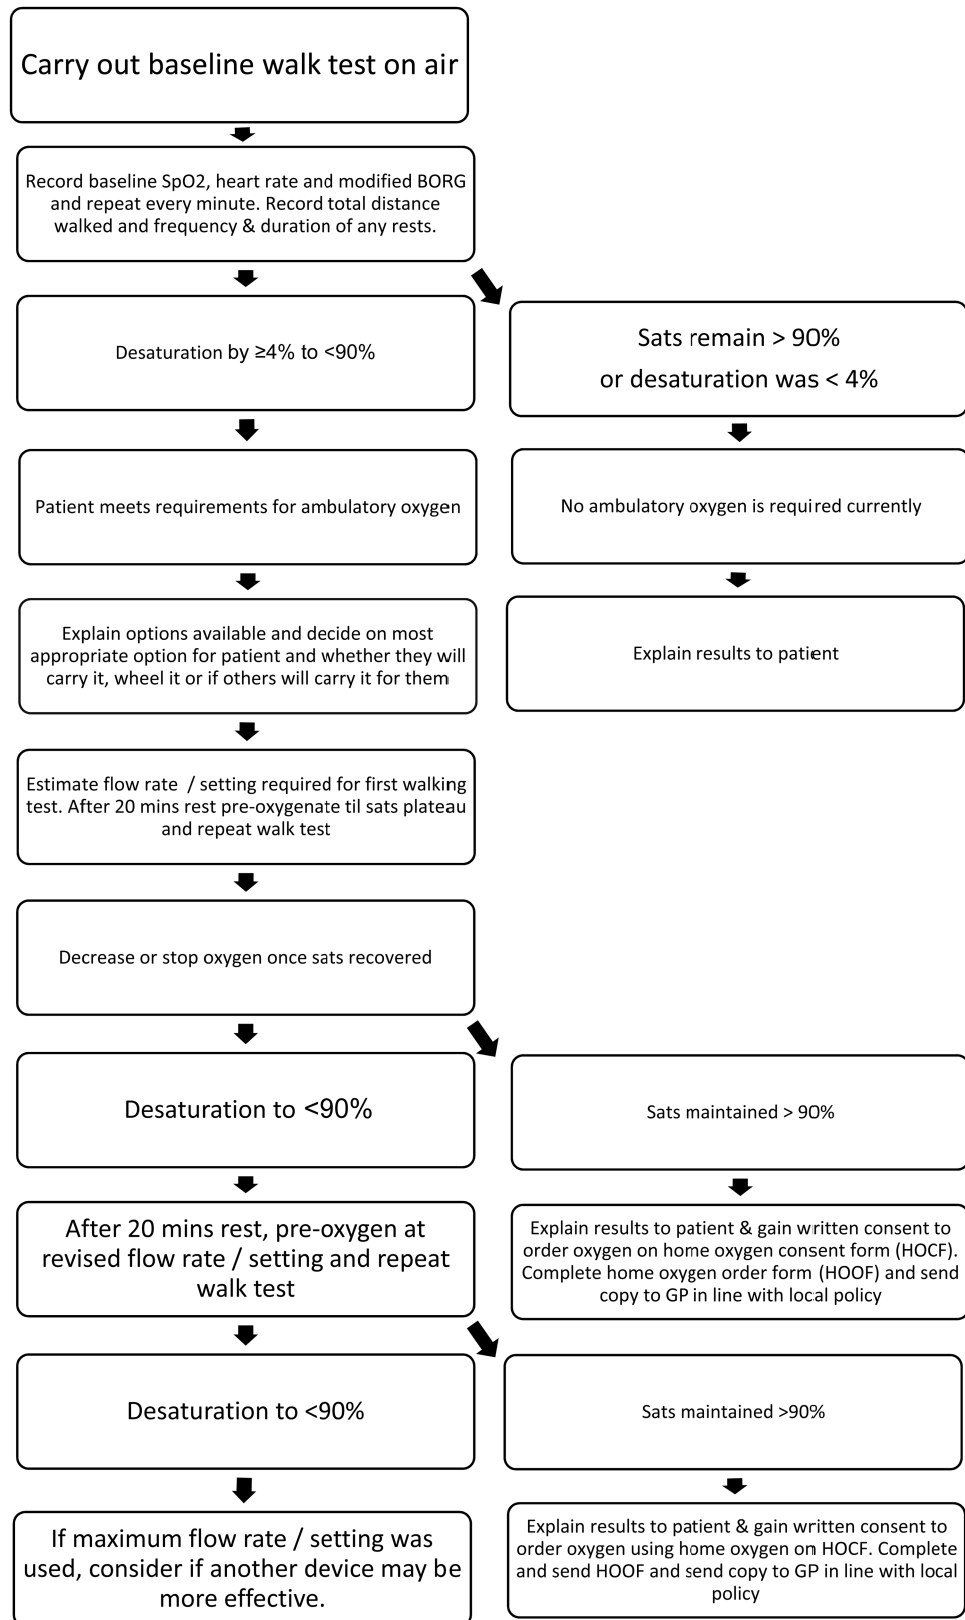 Carry out baseline walk test on air
Record baseline SpO2, heart rate and modified BORG
and repeat every minute. Record total distance
walked and frequency & duration of any rests.
Desaturation by ≥4% to <90%
Sats remain > 90%
or desaturation was < 4%
Patient meets requirements for ambulatory oxygen
No ambulatory oxygen is required currently
Explain options available and decide on most
appropriate option for patient and whether they will
carry it, wheel it or if others will carry it for them
Explain results to patient
Estimate flow rate / setting required for first walking
test. After 20 mins rest pre-oxygenate til sats plateau
and repeat walk test
Decrease or stop oxygen once sats recovered
Desaturation to <90%
Sats maintained > 90%
After 20 mins rest, pre-oxygen at
revised flow rate / setting and repeat
walk test
Explain results to patient & gain written consent to
order oxygen on home oxygen consent form (HOCF).
Complete home oxygen order form (HOOF) and send
copy to GP in line with local policy
Desaturation to <90%
Sats maintained >90%
If maximum flow rate / setting was
used, consider if another device may be
more effective.
Explain results to patient & gain written consent to
order oxygen using home oxygen on HOCF. Complete
and send HOOF and send copy to GP in line with local
policy